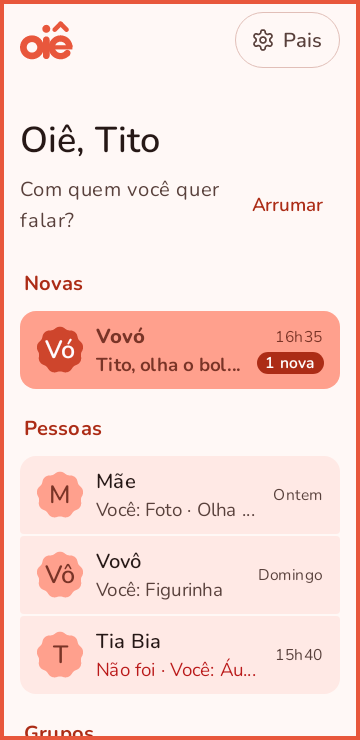 oiê
Pais
Oiê, Tito
Com quem você quer
falar?
Arrumar
Novas
Vó
Vovó
16h35
Tito, olha o bol...
1 nova
Pessoas
M
Mãe
Ontem
Você: Foto · Olha ...
Vô
Vovô
Domingo
Você: Figurinha
T
Tia Bia
15h40
Não foi · Você: Áu...
Grupos